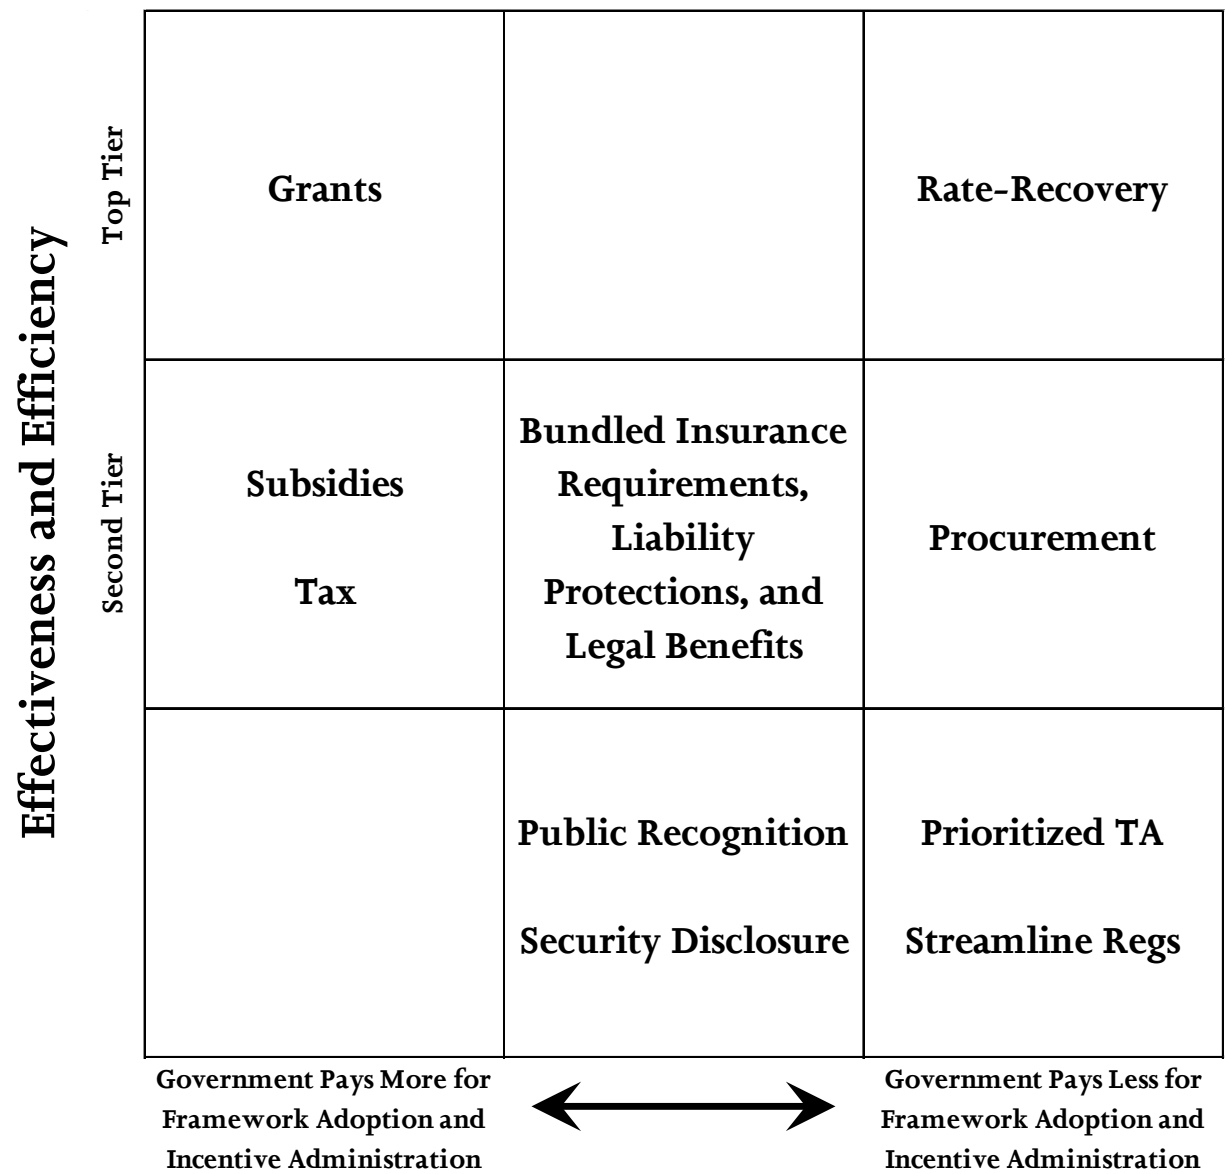 Effectiveness and Efficiency
Top Tier
Grants
Rate-Recovery
Second Tier
Subsidies
Tax
Bundled Insurance
Requirements,
Liability
Protections, and
Legal Benefits
Procurement
Public Recognition
Security Disclosure
Prioritized TA
Streamline Regs
Government Pays More for
Framework Adoption and
Incentive Administration
Government Pays Less for
Framework Adoption and
Incentive Administration